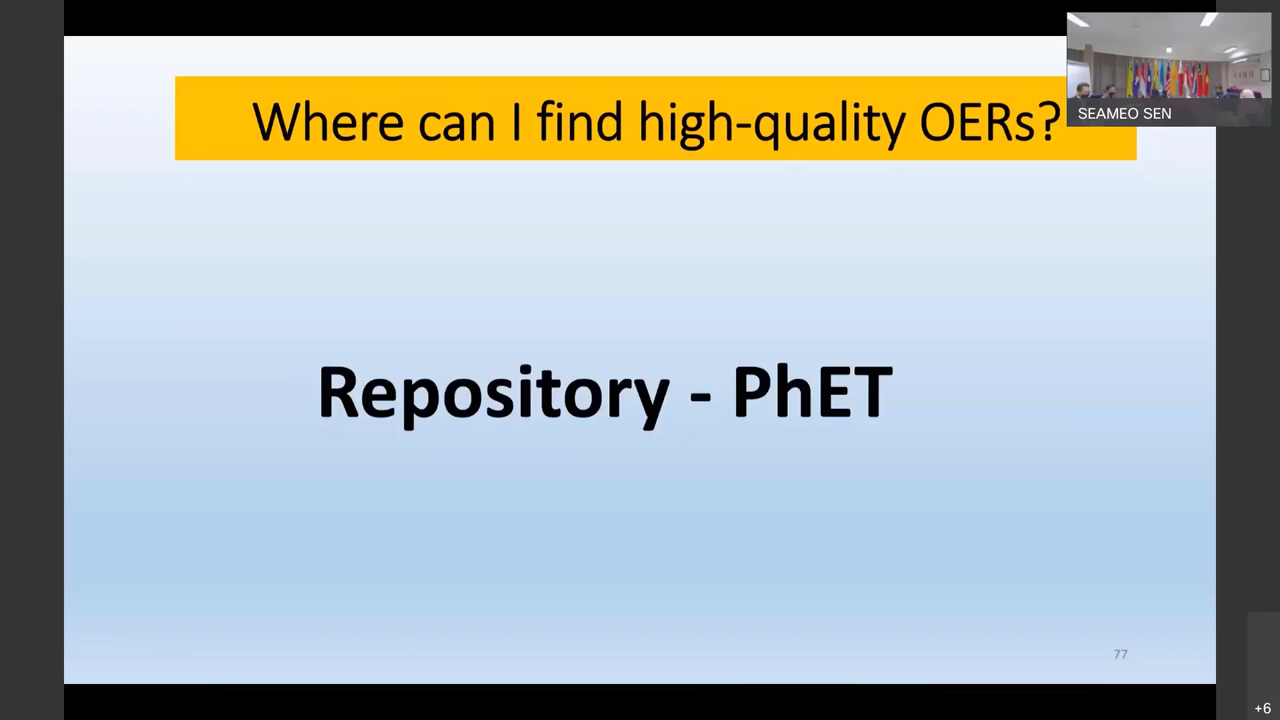 Where can I find high-quality OERs?
SEAMEO SEN
Repository - PhET
77
+6